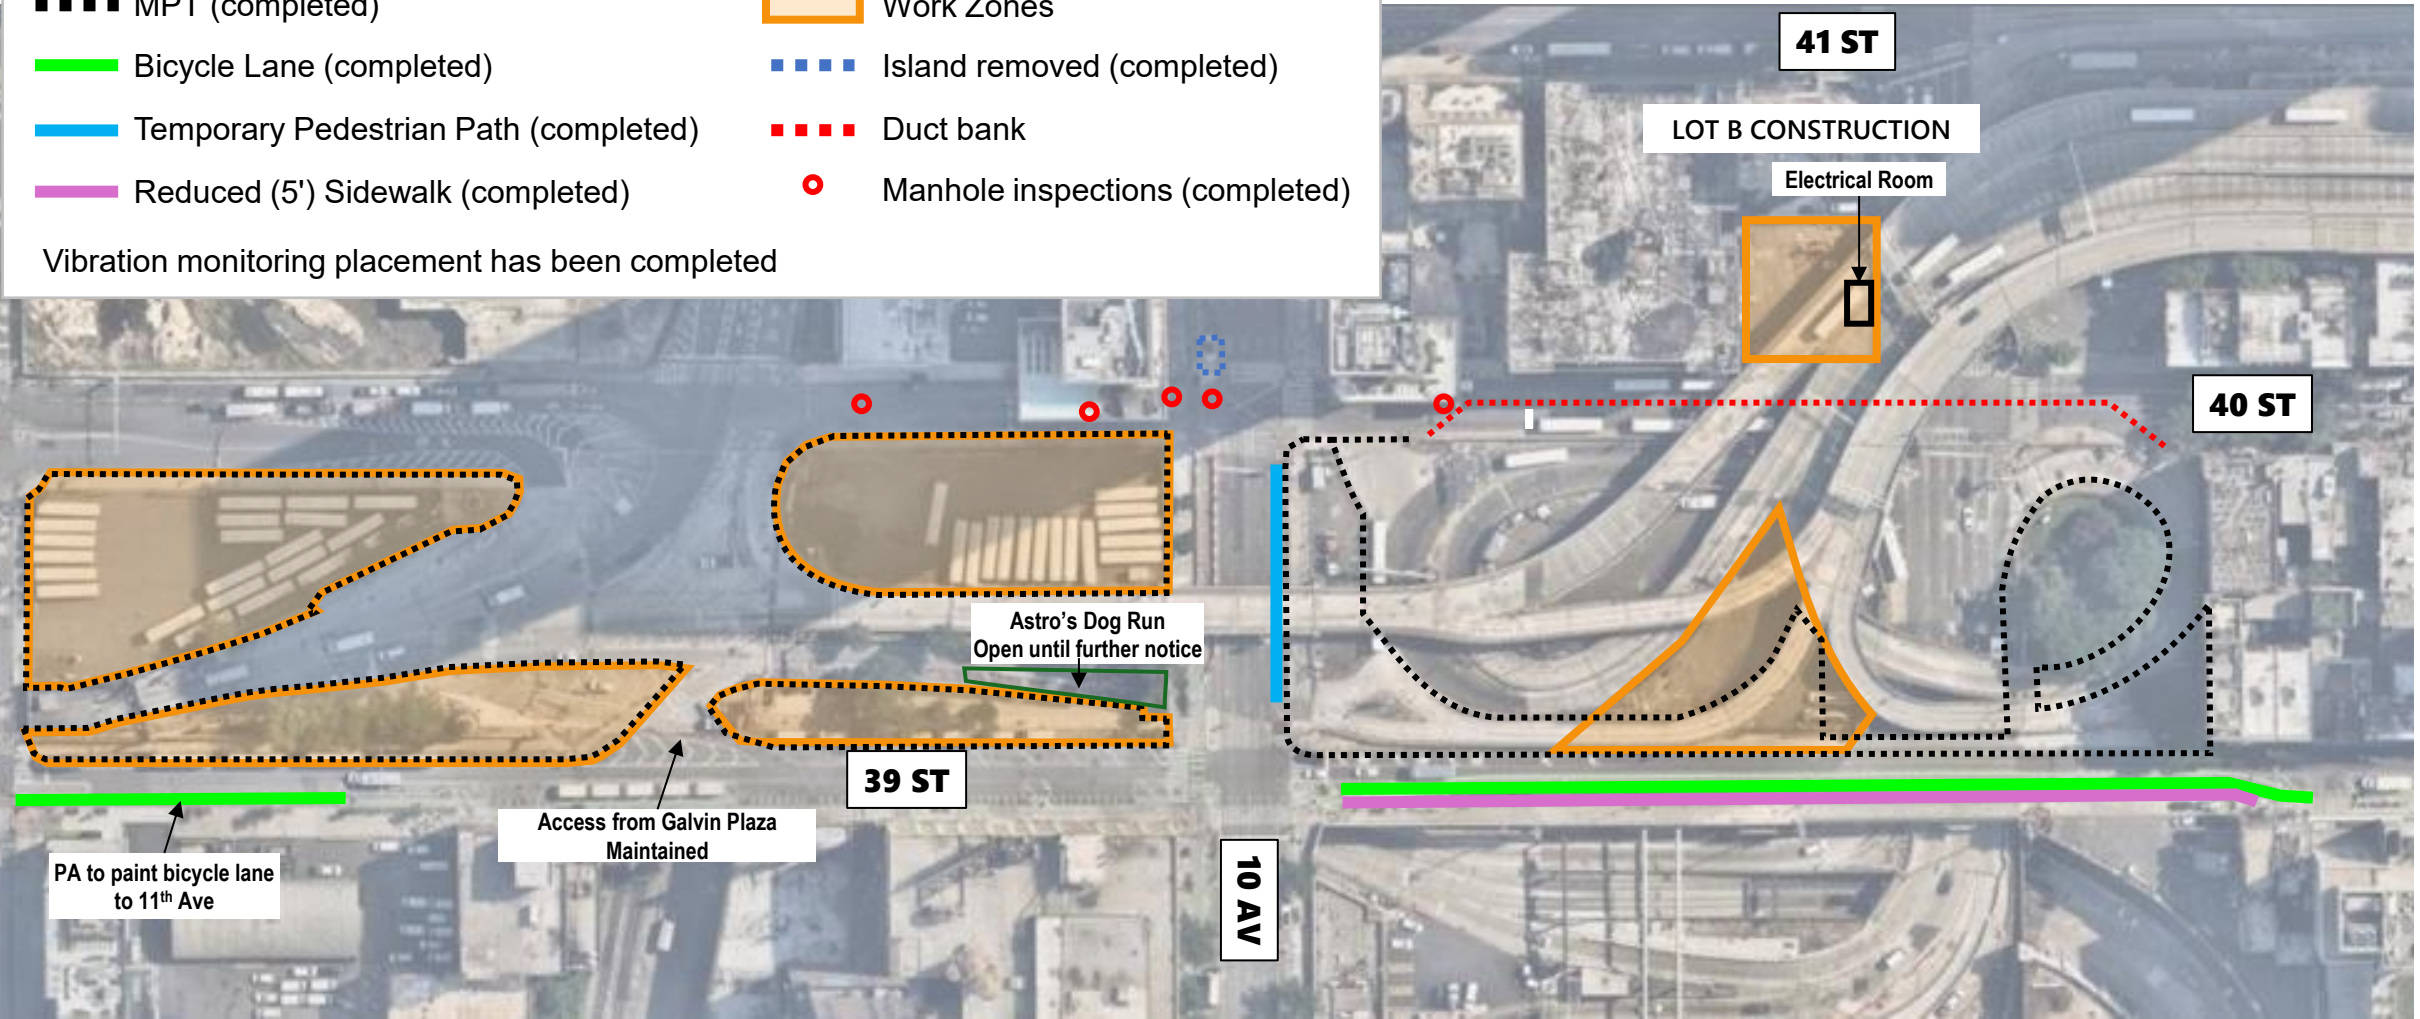 MPT (completed)
Work Zones
Bicycle Lane (completed)
Island removed (completed)
Temporary Pedestrian Path (completed)
Duct bank
Reduced (5') Sidewalk (completed)
Manhole inspections (completed)
Vibration monitoring placement has been completed
41 ST
LOT B CONSTRUCTION
Electrical Room
40 ST
Astro’s Dog Run
Open until further notice
39 ST
Access from Galvin Plaza
Maintained
PA to paint bicycle lane
to 11th Ave
10 AV